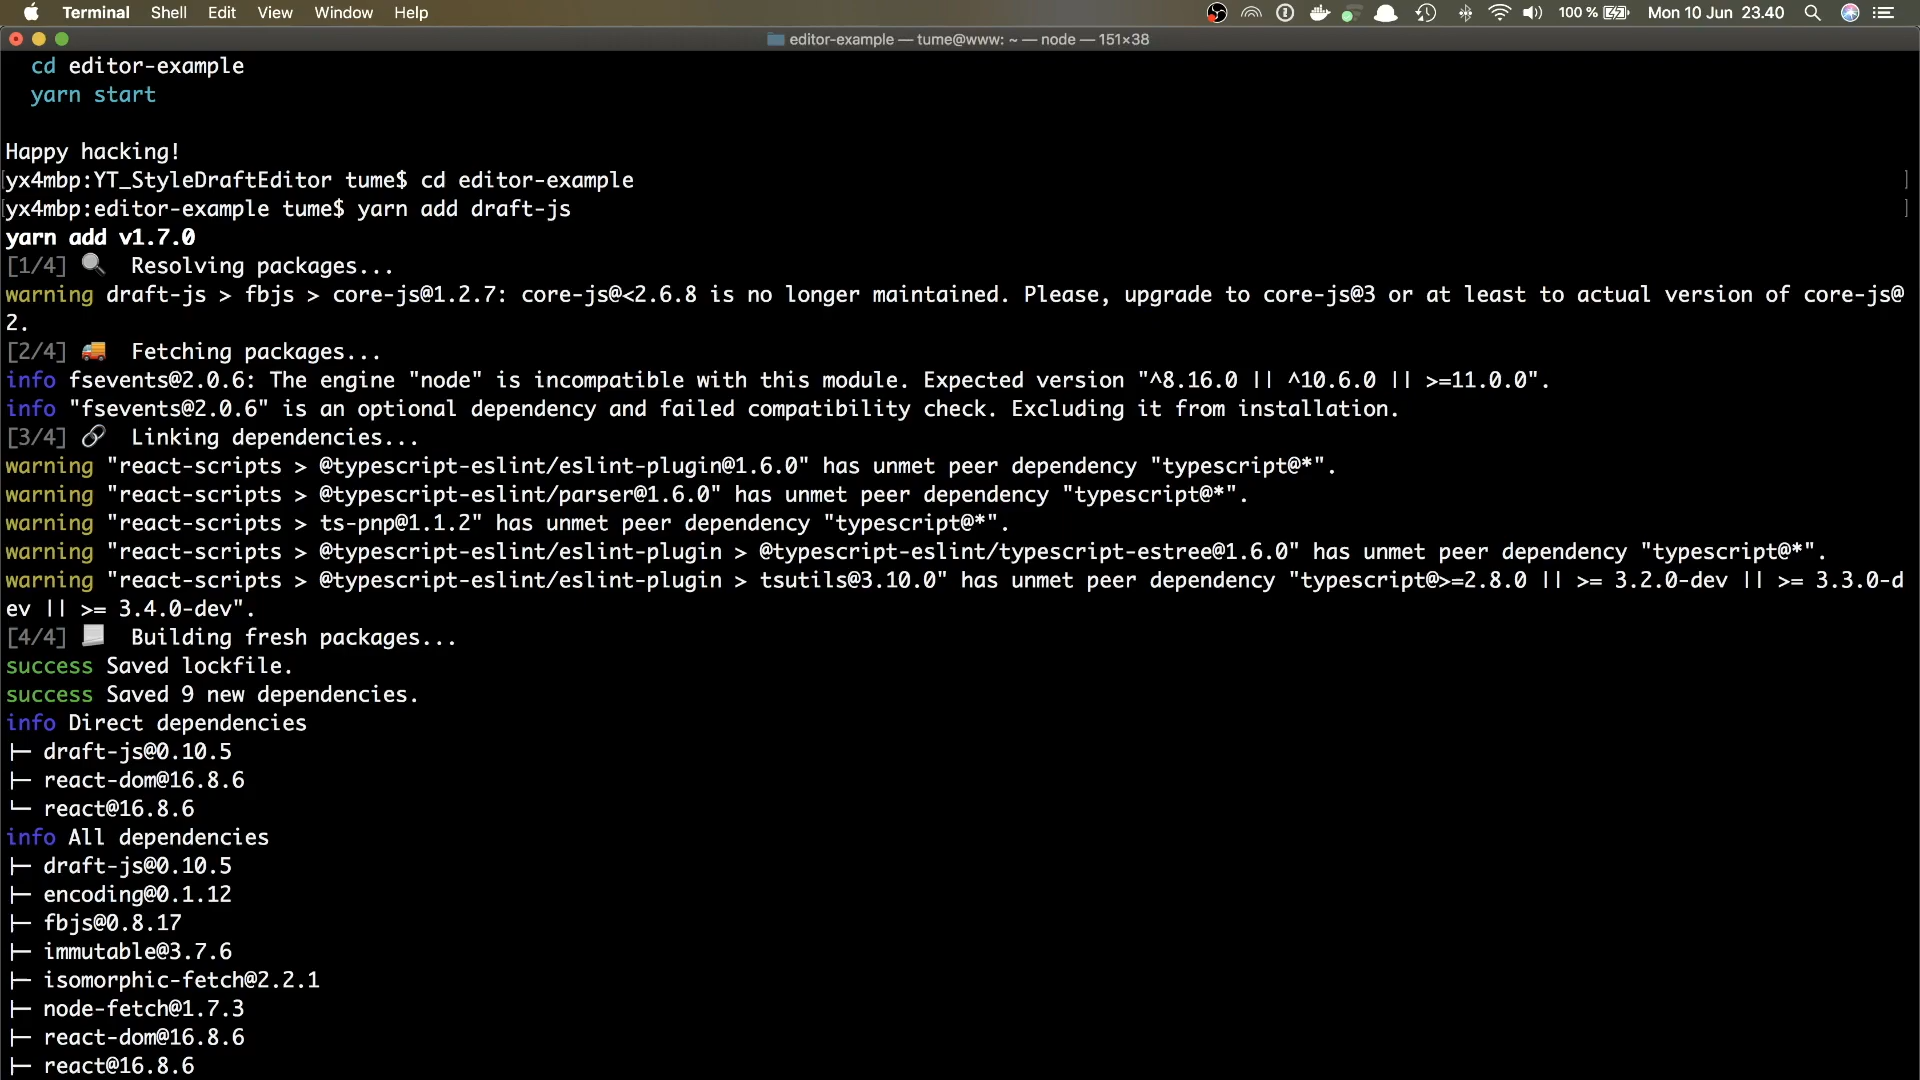 Terminal Shell Edit View Window Help 100 % Mon 10 Jun 23.40
editor-example — tume@www: ~ — node — 151×38
cd editor-example
yarn start
Happy hacking!
[yx4mbp:YT_StyleDraftEditor tume$ cd editor-example ]
[yx4mbp:editor-example tume$ yarn add draft-js ]
yarn add v1.7.0
[1/4] 🔍 Resolving packages...
warning draft-js > fbjs > core-js@1.2.7: core-js@<2.6.8 is no longer maintained. Please, upgrade to core-js@3 or at least to actual version of core-js@
2.
[2/4] 🚚 Fetching packages...
info fsevents@2.0.6: The engine "node" is incompatible with this module. Expected version "^8.16.0 || ^10.6.0 || >=11.0.0".
info "fsevents@2.0.6" is an optional dependency and failed compatibility check. Excluding it from installation.
[3/4] 🔗 Linking dependencies...
warning "react-scripts > @typescript-eslint/eslint-plugin@1.6.0" has unmet peer dependency "typescript@*".
warning "react-scripts > @typescript-eslint/parser@1.6.0" has unmet peer dependency "typescript@*".
warning "react-scripts > ts-pnp@1.1.2" has unmet peer dependency "typescript@*".
warning "react-scripts > @typescript-eslint/eslint-plugin > @typescript-eslint/typescript-estree@1.6.0" has unmet peer dependency "typescript@*".
warning "react-scripts > @typescript-eslint/eslint-plugin > tsutils@3.10.0" has unmet peer dependency "typescript@>=2.8.0 || >= 3.2.0-dev || >= 3.3.0-d
ev || >= 3.4.0-dev".
[4/4] 📃 Building fresh packages...
success Saved lockfile.
success Saved 9 new dependencies.
info Direct dependencies
├─ draft-js@0.10.5
├─ react-dom@16.8.6
└─ react@16.8.6
info All dependencies
├─ draft-js@0.10.5
├─ encoding@0.1.12
├─ fbjs@0.8.17
├─ immutable@3.7.6
├─ isomorphic-fetch@2.2.1
├─ node-fetch@1.7.3
├─ react-dom@16.8.6
├─ react@16.8.6